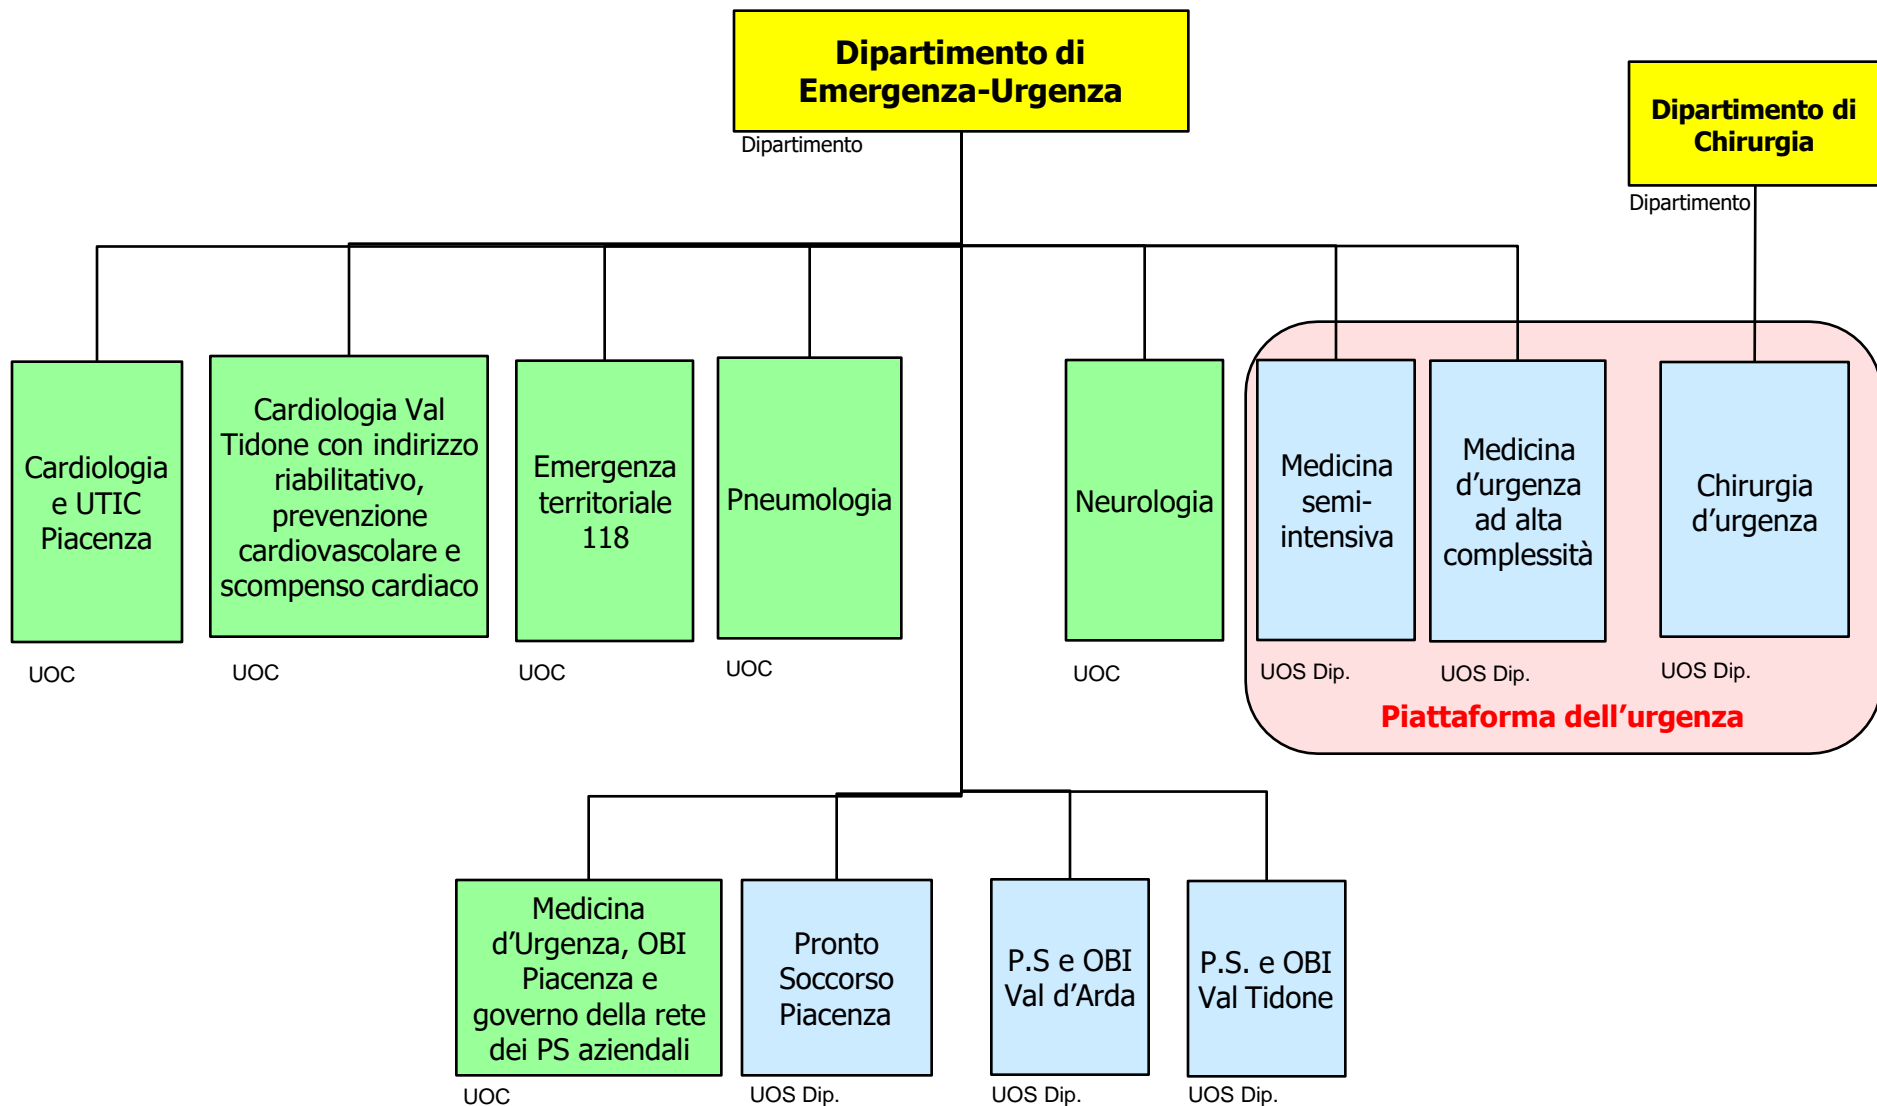 Dipartimento di
Emergenza-Urgenza
Dipartimento
Dipartimento di
Chirurgia
Dipartimento
Cardiologia
e UTIC
Piacenza
UOC
Cardiologia Val
Tidone con indirizzo
riabilitativo,
prevenzione
cardiovascolare e
scompenso cardiaco
UOC
Emergenza
territoriale
118
UOC
Pneumologia
UOC
Neurologia
UOC
Medicina
semi-
intensiva
UOS Dip.
Medicina
d’urgenza
ad alta
complessità
UOS Dip.
Chirurgia
d’urgenza
UOS Dip.
Piattaforma dell’urgenza
Medicina
d’Urgenza, OBI
Piacenza e
governo della rete
dei PS aziendali
UOC
Pronto
Soccorso
Piacenza
UOS Dip.
P.S e OBI
Val d’Arda
UOS Dip.
P.S. e OBI
Val Tidone
UOS Dip.